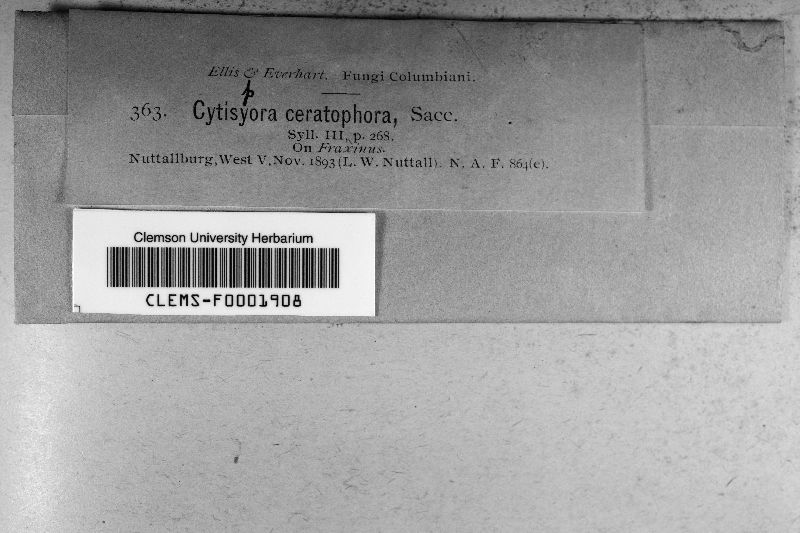 Ellis & Everhart. Fungi Columbiani.
p
363. Cytisyora ceratophora, Sacc.
Syll. III, p. 268.
On Fraxinus.
Nuttallburg, West V, Nov. 1893 (L. W. Nuttall). N. A. F. 864(c).
Clemson University Herbarium
CLEMS-F0001908